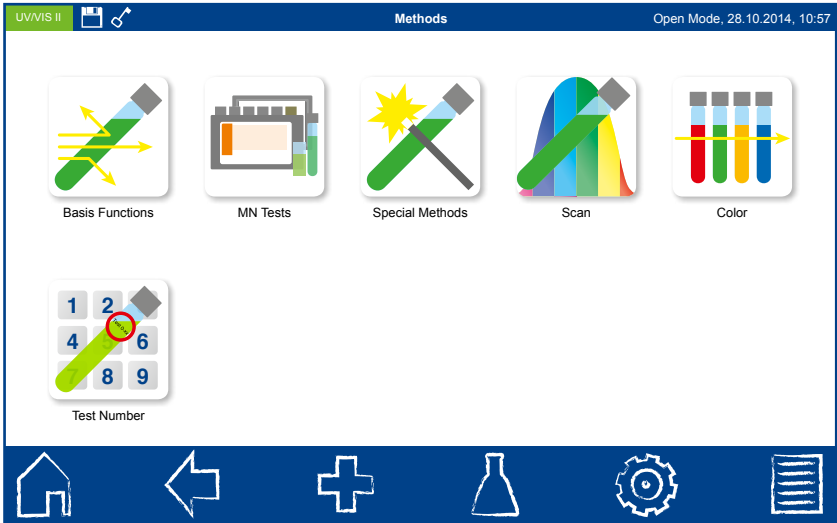 UV/VIS II
Methods
Open Mode, 28.10.2014, 10:57
Basis Functions
MN Tests
Special Methods
Scan
Color
1 2
4 5 6
7 8 9
Test Number